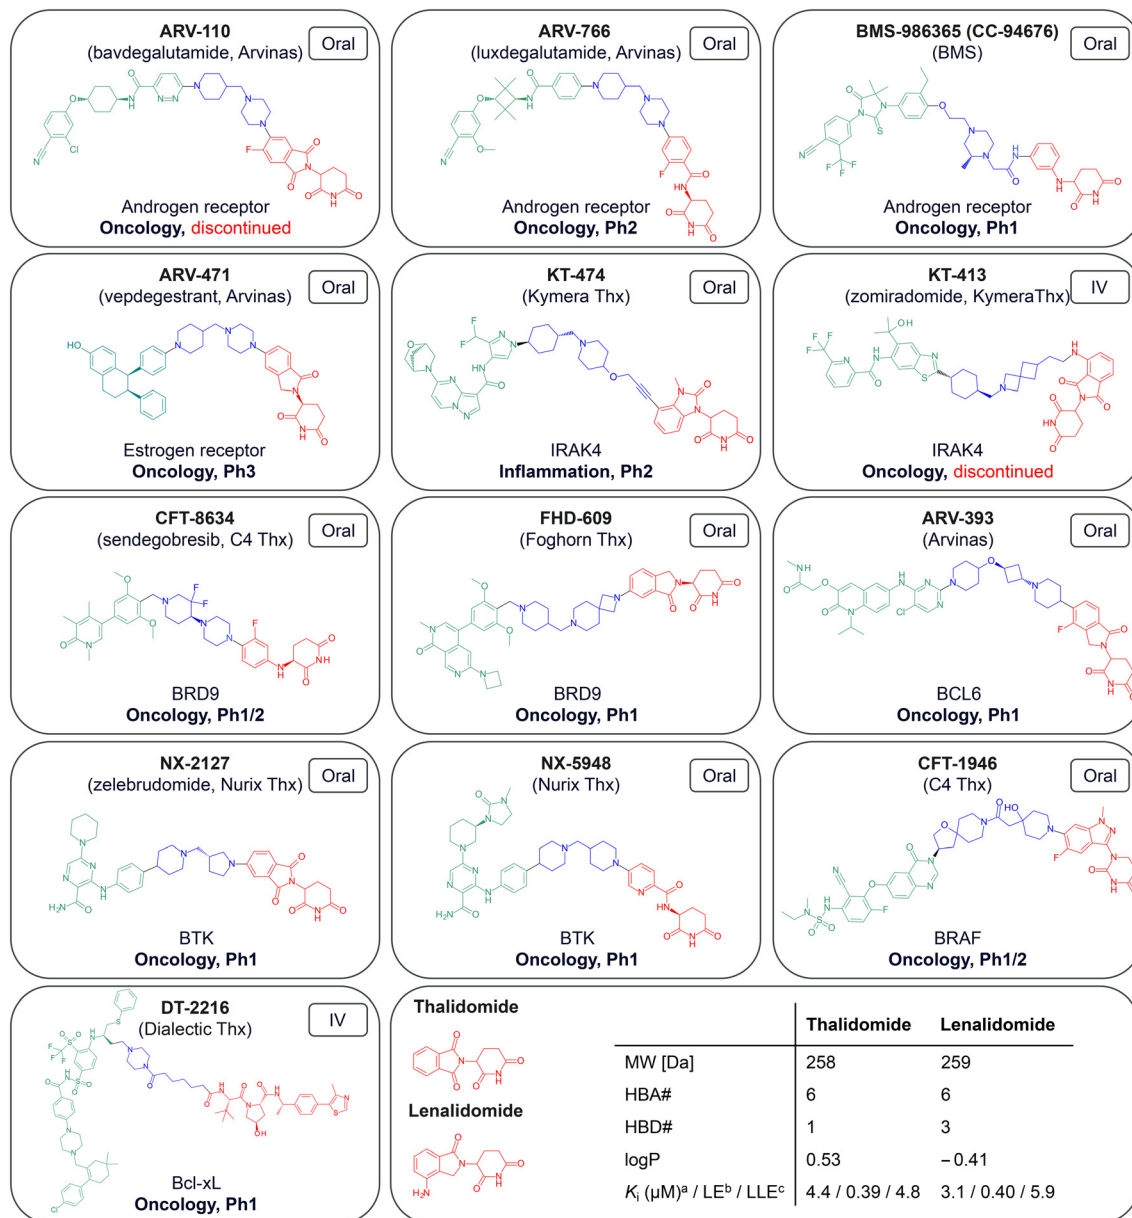 ARV-110
(bavdegalutamide, Arvinas)
Oral
Androgen receptor
Oncology, discontinued
ARV-766
(luxdegalutamide, Arvinas)
Oral
Androgen receptor
Oncology, Ph2
BMS-986365 (CC-94676)
(BMS)
Oral
Androgen receptor
Oncology, Ph1
ARV-471
(vepdegestrant, Arvinas)
Oral
Estrogen receptor
Oncology, Ph3
KT-474
(Kymera Thx)
Oral
IRAK4
Inflammation, Ph2
KT-413
(zomiradomide, KymeraThx)
IV
IRAK4
Oncology, discontinued
CFT-8634
(sendegobresib, C4 Thx)
Oral
BRD9
Oncology, Ph1/2
FHD-609
(Foghorn Thx)
Oral
BRD9
Oncology, Ph1
ARV-393
(Arvinas)
Oral
BCL6
Oncology, Ph1
NX-2127
(zelebrudomide, Nurix Thx)
Oral
BTK
Oncology, Ph1
NX-5948
(Nurix Thx)
Oral
BTK
Oncology, Ph1
CFT-1946
(C4 Thx)
Oral
BRAF
Oncology, Ph1/2
DT-2216
(Dialectic Thx)
IV
Bcl-xL
Oncology, Ph1
Thalidomide
Lenalidomide
Thalidomide Lenalidomide
MW [Da] 258 259
HBA# 6 6
HBD# 1 3
logP 0.53 −0.41
Ki (μM)ᵃ / LEᵇ / LLEᶜ 4.4 / 0.39 / 4.8 3.1 / 0.40 / 5.9